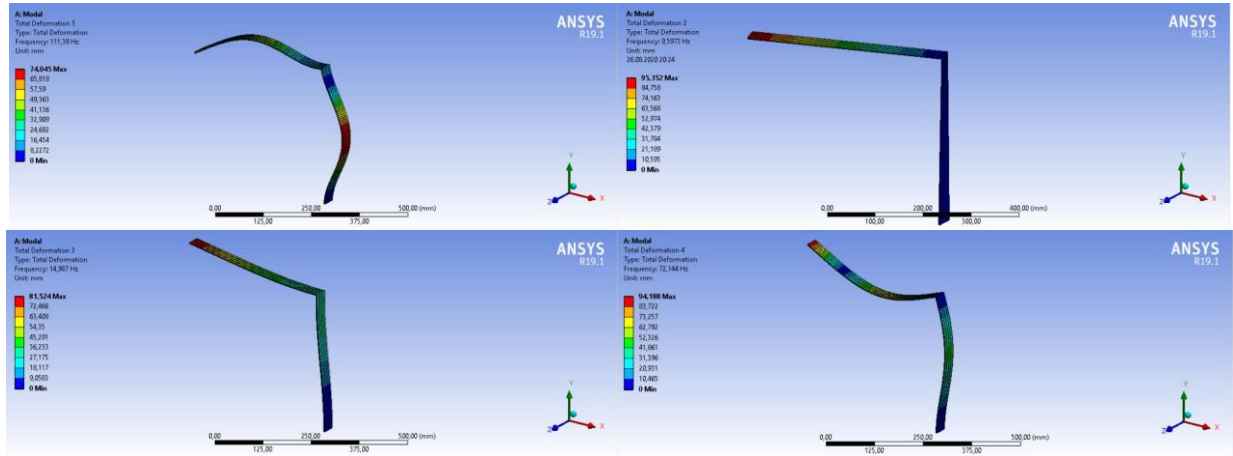 A: Modal
Total Deformation 5
Type: Total Deformation
Frequency: 111,38 Hz
Unit: mm
74,045 Max
65,818
57,59
49,363
41,136
32,909
24,682
16,454
8,2272
0 Min
ANSYS
R19.1
Y
Z
X
0,00
250,00
500,00 (mm)
125,00
375,00
A: Modal
Total Deformation 2
Type: Total Deformation
Frequency: 9,5973 Hz
Unit: mm
26.08.2020 20:24
95,352 Max
84,758
74,163
63,568
52,974
42,379
31,784
21,189
10,595
0 Min
ANSYS
R19.1
Y
Z
X
0,00
200,00
400,00 (mm)
100,00
300,00
A: Modal
Total Deformation 3
Type: Total Deformation
Frequency: 14,987 Hz
Unit: mm
81,524 Max
72,466
63,408
54,35
45,291
36,233
27,175
18,117
9,0583
0 Min
ANSYS
R19.1
Y
Z
X
0,00
250,00
500,00 (mm)
125,00
375,00
A: Modal
Total Deformation 4
Type: Total Deformation
Frequency: 72,144 Hz
Unit: mm
94,188 Max
83,722
73,257
62,792
52,326
41,861
31,396
20,931
10,465
0 Min
ANSYS
R19.1
Y
Z
X
0,00
250,00
500,00 (mm)
125,00
375,00